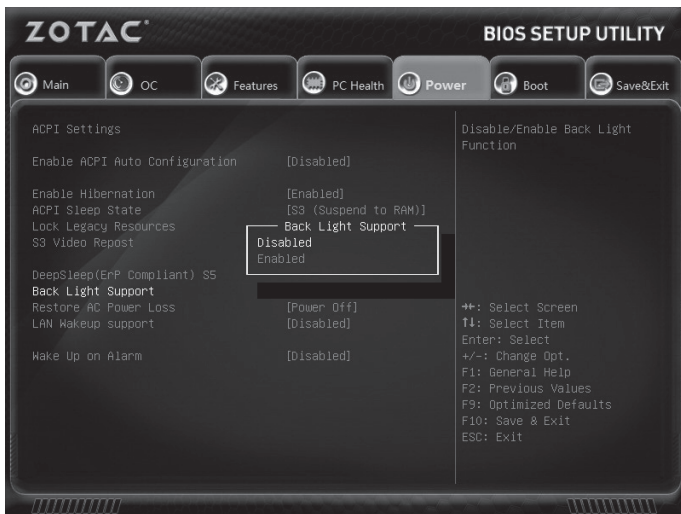 ZOTAC
BIOS SETUP UTILITY
Main OC Features PC Health Power Boot Save&Exit
ACPI Settings
Enable ACPI Auto Configuration [Disabled]
Enable Hibernation [Enabled]
ACPI Sleep State [S3 (Suspend to RAM)]
Lock Legacy Resources
S3 Video Repost
Back Light Support
Disabled
Enabled
DeepSleep(ErP Compliant) S5
Back Light Support
Restore AC Power Loss [Power Off]
LAN Wakeup support [Disabled]
Wake Up on Alarm [Disabled]
Disable/Enable Back Light
Function
→←: Select Screen
↑↓: Select Item
Enter: Select
+/-: Change Opt.
F1: General Help
F2: Previous Values
F9: Optimized Defaults
F10: Save & Exit
ESC: Exit